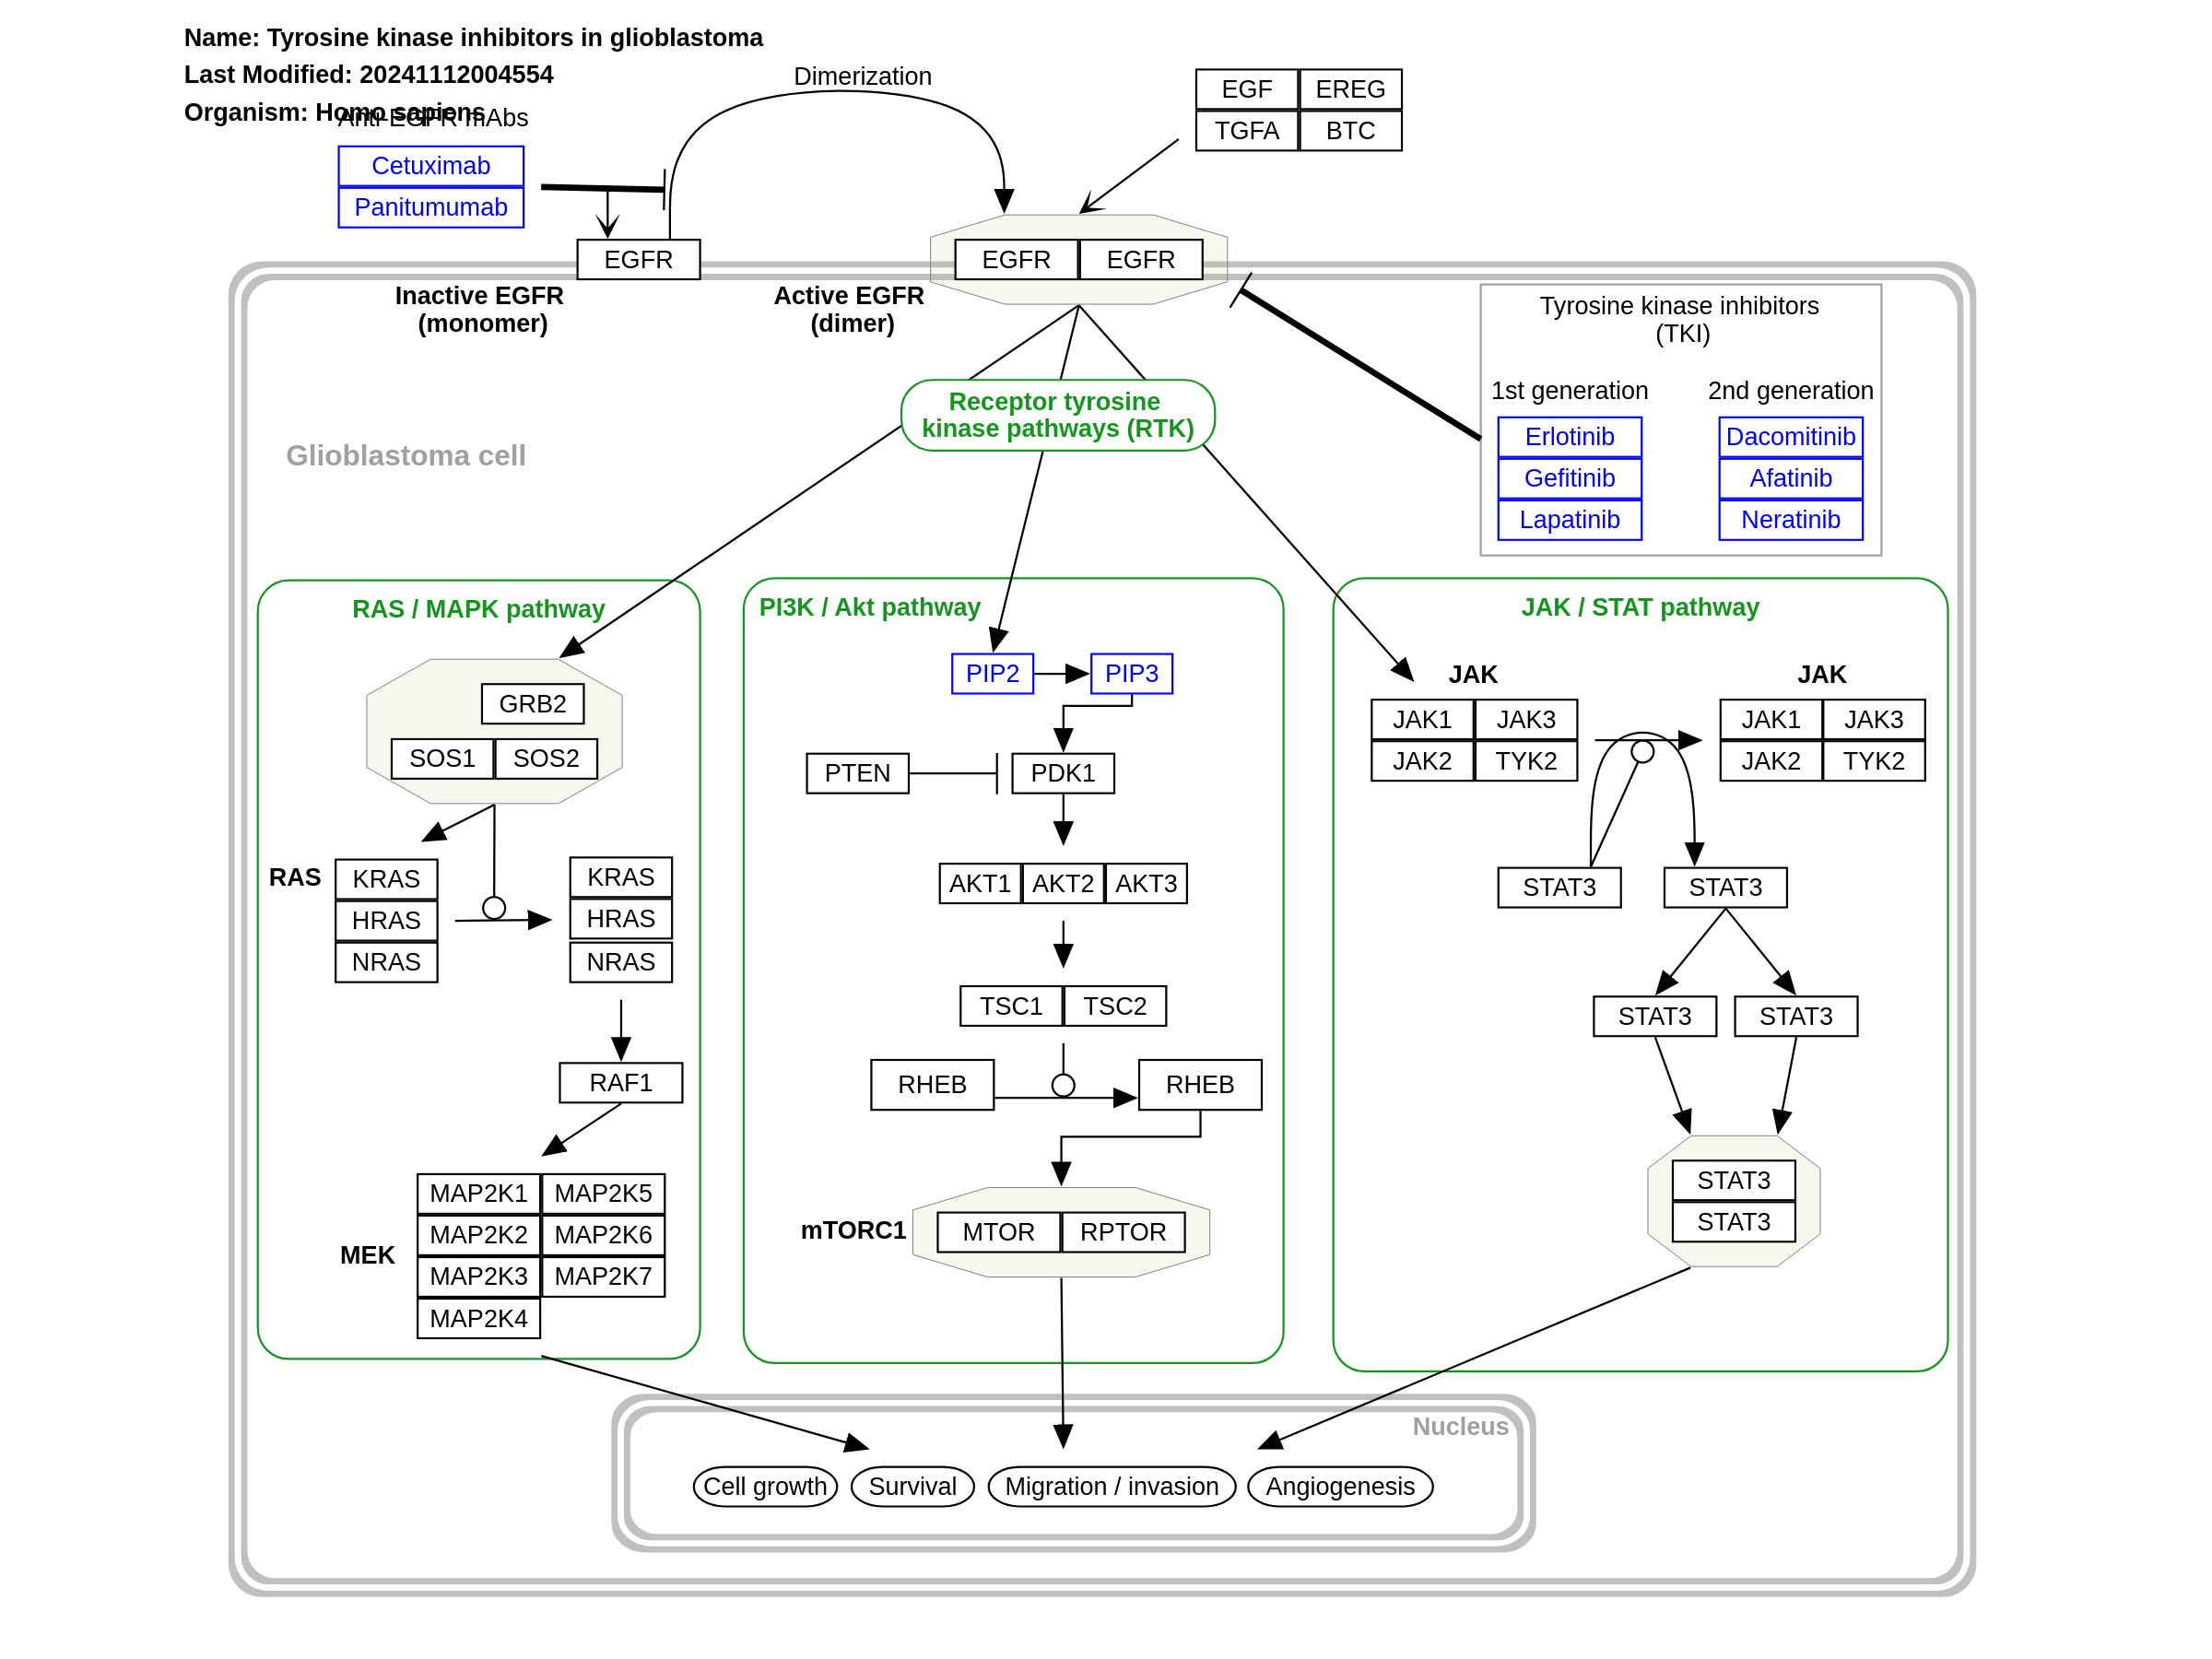 Name: Tyrosine kinase inhibitors in glioblastoma
Last Modified: 20241112004554
Organism: Homo sapiens
Anti-EGFR mAbs
Cetuximab
Panitumumab
Dimerization
EGF EREG
TGFA BTC
EGFR
EGFR EGFR
Inactive EGFR
(monomer)
Active EGFR
(dimer)
Tyrosine kinase inhibitors
(TKI)
1st generation 2nd generation
Erlotinib Dacomitinib
Gefitinib Afatinib
Lapatinib Neratinib
Receptor tyrosine
kinase pathways (RTK)
Glioblastoma cell
RAS / MAPK pathway
GRB2
SOS1 SOS2
RAS
KRAS KRAS
HRAS HRAS
NRAS NRAS
RAF1
MEK
MAP2K1 MAP2K5
MAP2K2 MAP2K6
MAP2K3 MAP2K7
MAP2K4
PI3K / Akt pathway
PIP2 PIP3
PTEN PDK1
AKT1 AKT2 AKT3
TSC1 TSC2
RHEB RHEB
mTORC1
MTOR RPTOR
JAK / STAT pathway
JAK JAK
JAK1 JAK3 JAK1 JAK3
JAK2 TYK2 JAK2 TYK2
STAT3 STAT3
STAT3 STAT3
STAT3
STAT3
Nucleus
Cell growth Survival Migration / invasion Angiogenesis